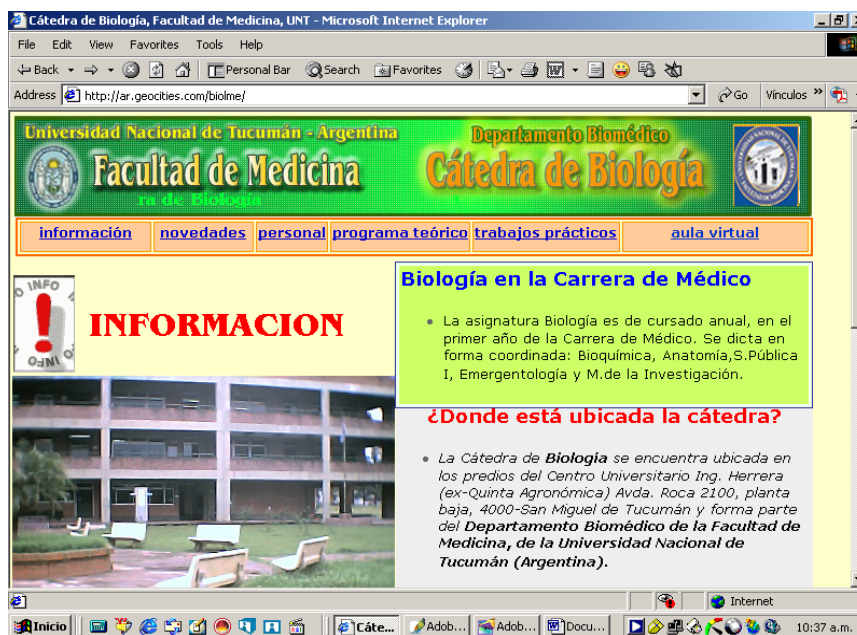 Cátedra de Biología, Facultad de Medicina, UNT - Microsoft Internet Explorer
File Edit View Favorites Tools Help
Back Personal Bar Search Favorites
Address http://ar.geocities.com/biolme/ Go Vínculos »
Universidad Nacional de Tucumán - Argentina
Departamento Biomédico
Facultad de Medicina
Cátedra de Biología
ra de Biología
información novedades personal programa teórico trabajos prácticos aula virtual
INFO
INFORMACION
Biología en la Carrera de Médico
• La asignatura Biología es de cursado anual, en el
primer año de la Carrera de Médico. Se dicta en
forma coordinada: Bioquímica, Anatomía,S.Pública
I, Emergentología y M.de la Investigación.
¿Donde está ubicada la cátedra?
• La Cátedra de Biología se encuentra ubicada en
los predios del Centro Universitario Ing. Herrera
(ex-Quinta Agronómica) Avda. Roca 2100, planta
baja, 4000-San Miguel de Tucumán y forma parte
del Departamento Biomédico de la Facultad de
Medicina, de la Universidad Nacional de
Tucumán (Argentina).
Internet
Inicio Cáte... Adob... Adob... Docu... 10:37 a.m.